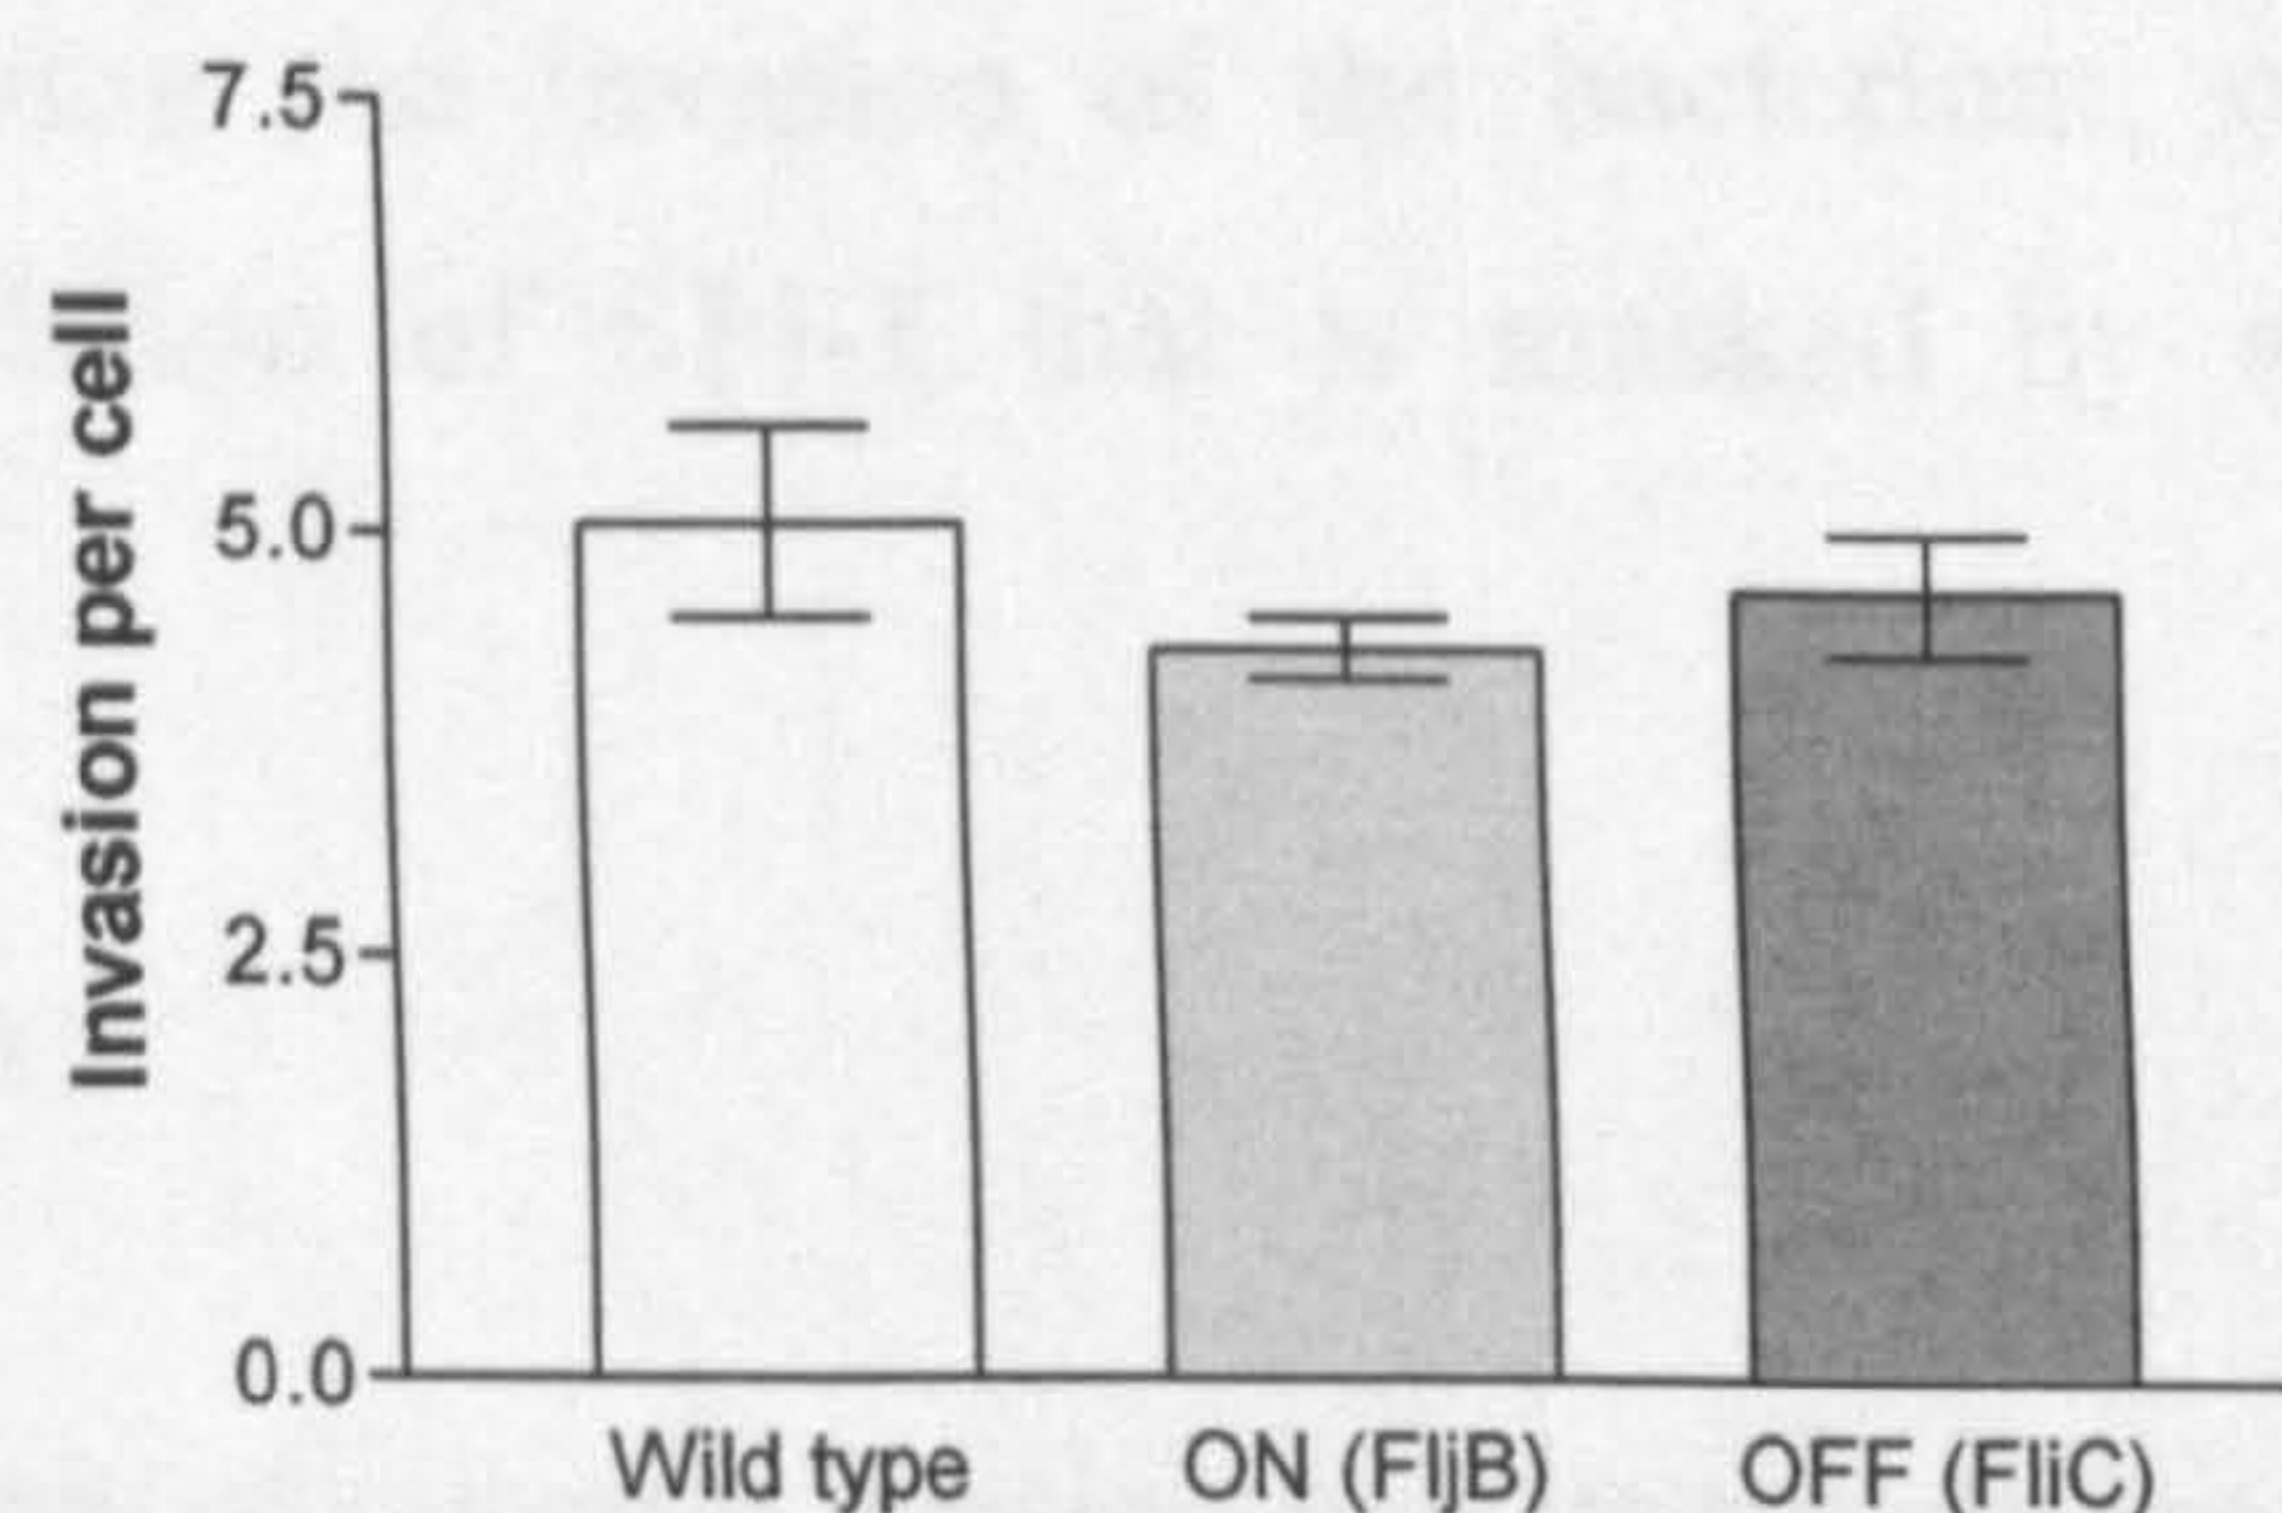 Invasion per cell
7.5
5.0
2.5
0.0
Wild type
ON (FljB)
OFF (FliC)